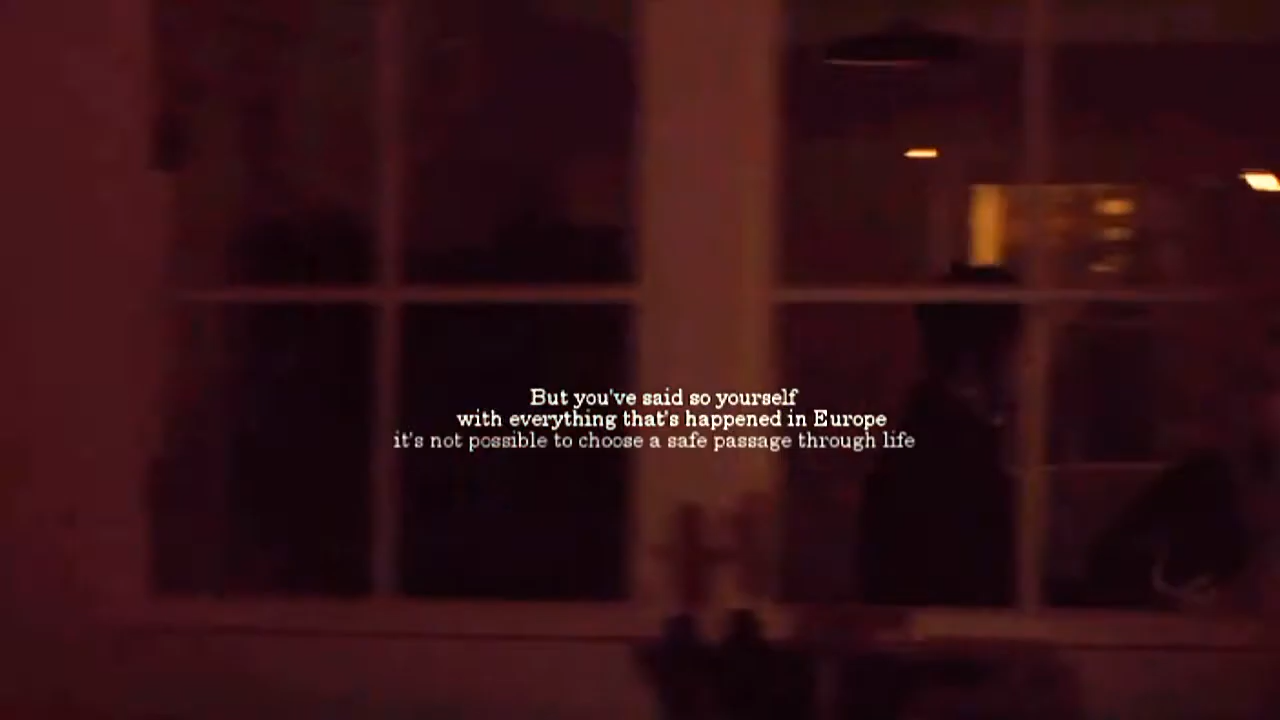 But you've said so yourself
with everything that's happened in Europe
it's not possible to choose a safe passage through life